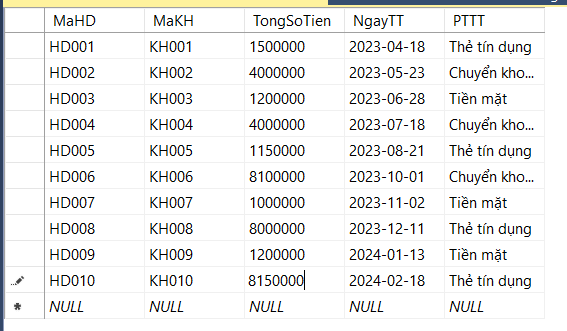 MaHD MaKH TongSoTien NgayTT PTTT
HD001 KH001 1500000 2023-04-18 Thẻ tín dụng
HD002 KH002 4000000 2023-05-23 Chuyển kho...
HD003 KH003 1200000 2023-06-28 Tiền mặt
HD004 KH004 4000000 2023-07-18 Chuyển kho...
HD005 KH005 1150000 2023-08-21 Thẻ tín dụng
HD006 KH006 8100000 2023-10-01 Chuyển kho...
HD007 KH007 1000000 2023-11-02 Tiền mặt
HD008 KH008 8000000 2023-12-11 Thẻ tín dụng
HD009 KH009 1200000 2024-01-13 Tiền mặt
HD010 KH010 8150000 2024-02-18 Thẻ tín dụng
NULL NULL NULL NULL NULL